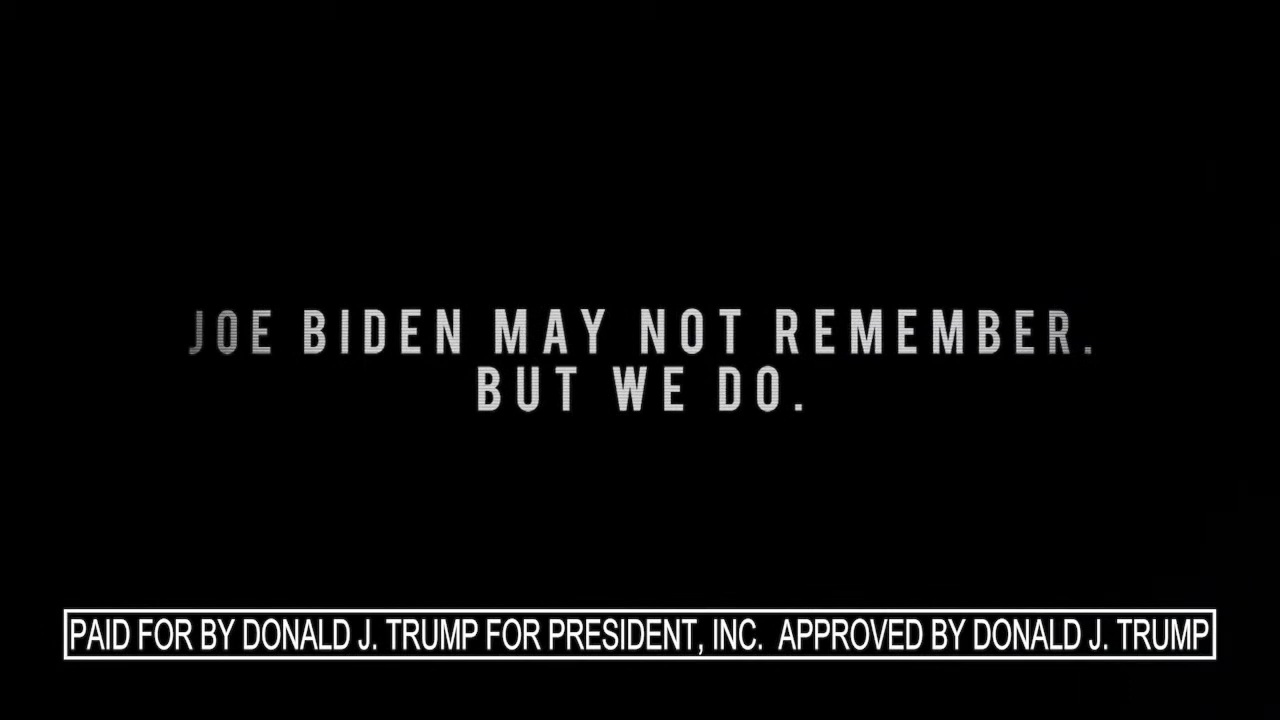 JOE BIDEN MAY NOT REMEMBER.
BUT WE DO.
PAID FOR BY DONALD J. TRUMP FOR PRESIDENT, INC. APPROVED BY DONALD J. TRUMP